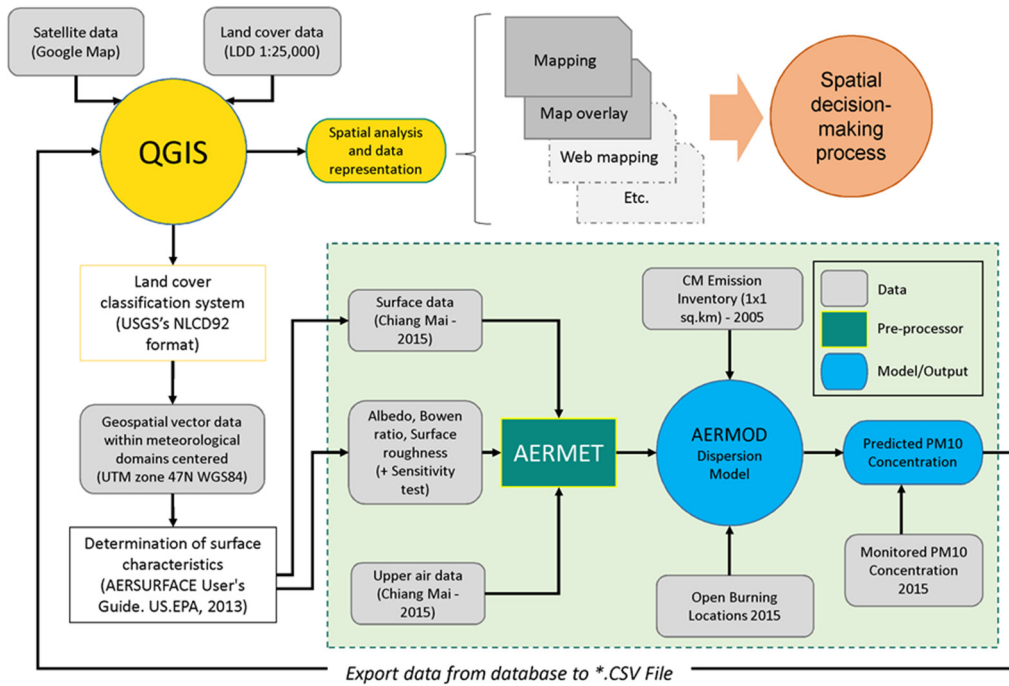 Satellite data
(Google Map)
Land cover data
(LDD 1:25,000)
QGIS
Spatial analysis
and data
representation
Mapping
Map overlay
Web mapping
Etc.
Spatial
decision-
making
process
Land cover
classification system
(USGS's NLCD92
format)
Geospatial vector data
within meteorological
domains centered
(UTM zone 47N WGS84)
Determination of surface
characteristics
(AERSURFACE User's
Guide. US.EPA, 2013)
Surface data
(Chiang Mai -
2015)
Albedo, Bowen
ratio, Surface
roughness
(+ Sensitivity
test)
Upper air data
(Chiang Mai -
2015)
AERMET
CM Emission
Inventory (1x1
sq.km) - 2005
AERMOD
Dispersion
Model
Open Burning
Locations 2015
Predicted PM10
Concentration
Monitored PM10
Concentration
2015
Data
Pre-processor
Model/Output
Export data from database to *.CSV File